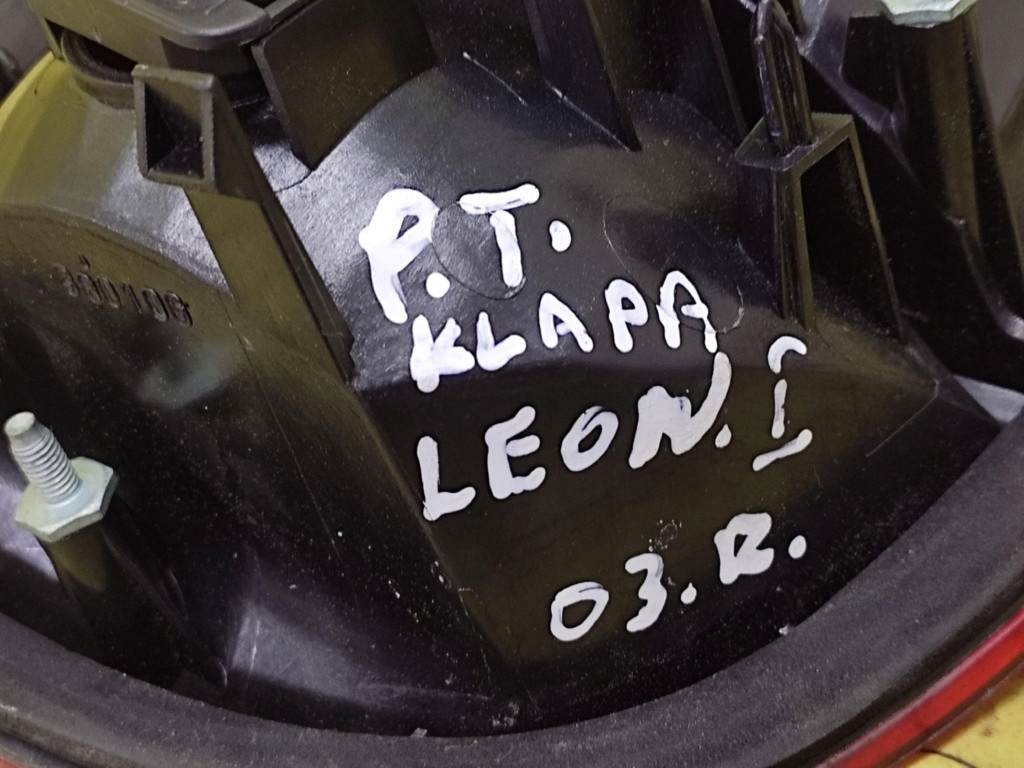 P.T.
KLAPA
LEON. I
03.R.